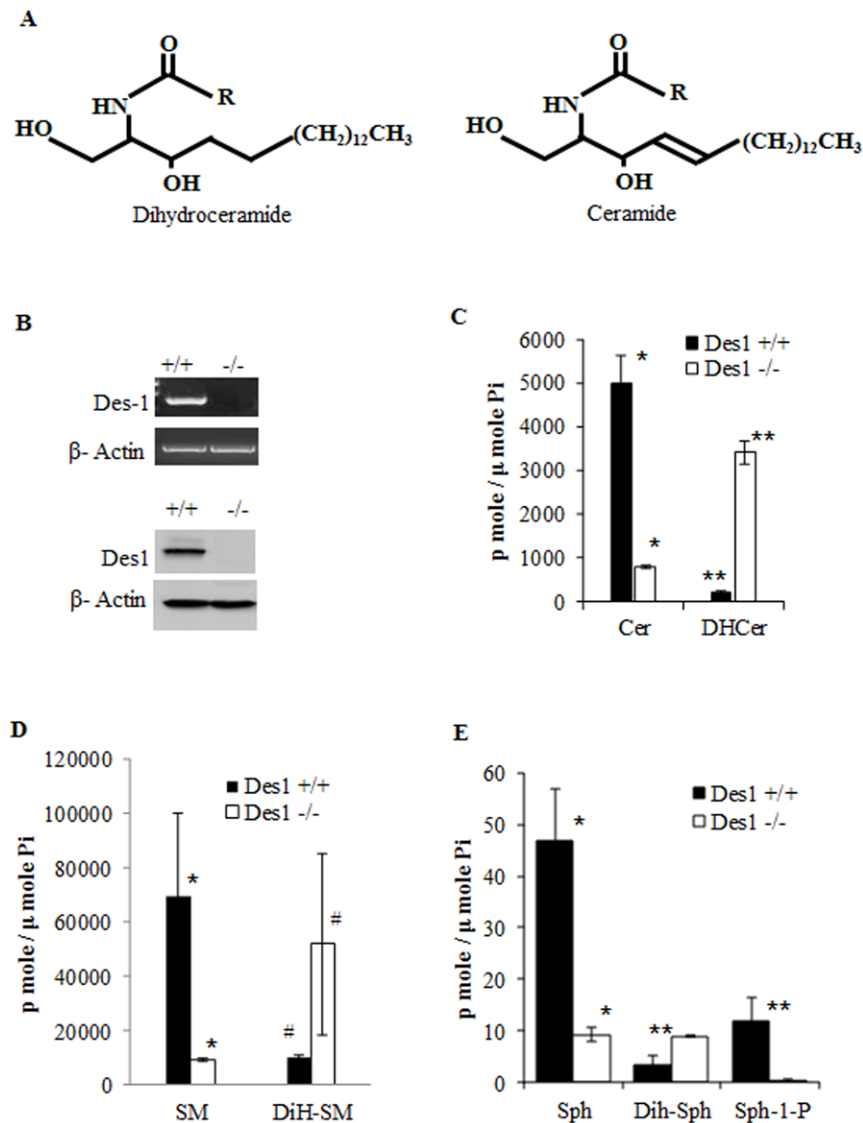 A
O
HN
R
HO
(CH2)12CH3
OH
Dihydroceramide
O
HN
R
HO
(CH2)12CH3
OH
Ceramide
B
+/+ -/-
Des-1
β- Actin
+/+ -/-
Des1
β- Actin
C
p mole / µ mole Pi
6000
5000
4000
3000
2000
1000
0
Des1 +/+
Des1 -/-
*
*
**
**
Cer DHCer
D
p mole / µ mole Pi
120000
100000
80000
60000
40000
20000
0
Des1 +/+
Des1 -/-
*
*
#
#
SM DiH-SM
E
p mole / µ mole Pi
60
50
40
30
20
10
0
Des1 +/+
Des1 -/-
*
*
**
**
Sph Dih-Sph Sph-1-P